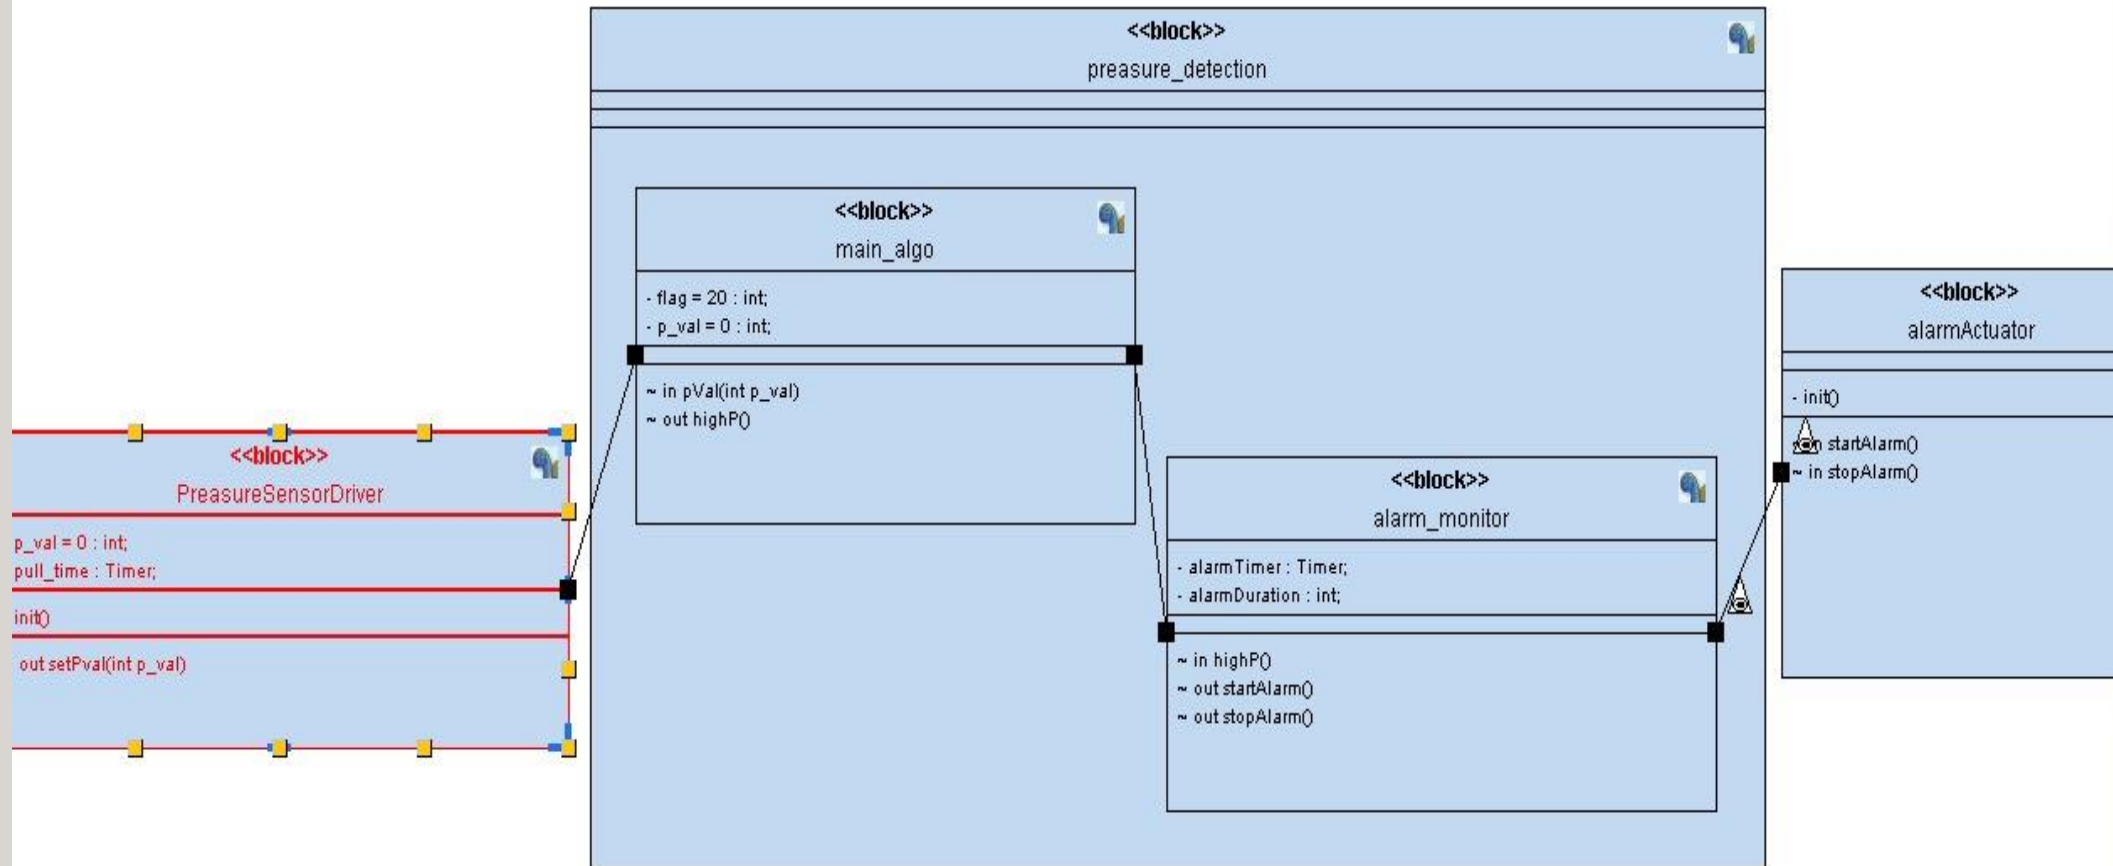 <<block>>
preasure_detection
<<block>>
main_algo
- flag = 20 : int;
- p_val = 0 : int;
~ in pVal(int p_val)
~ out highP()
<<block>>
PreasureSensorDriver
p_val = 0 : int;
pull_time : Timer;
init()
out setPval(int p_val)
<<block>>
alarm_monitor
- alarmTimer : Timer;
- alarmDuration : int;
~ in highP()
~ out startAlarm()
~ out stopAlarm()
<<block>>
alarmActuator
- init()
startAlarm()
~ in stopAlarm()